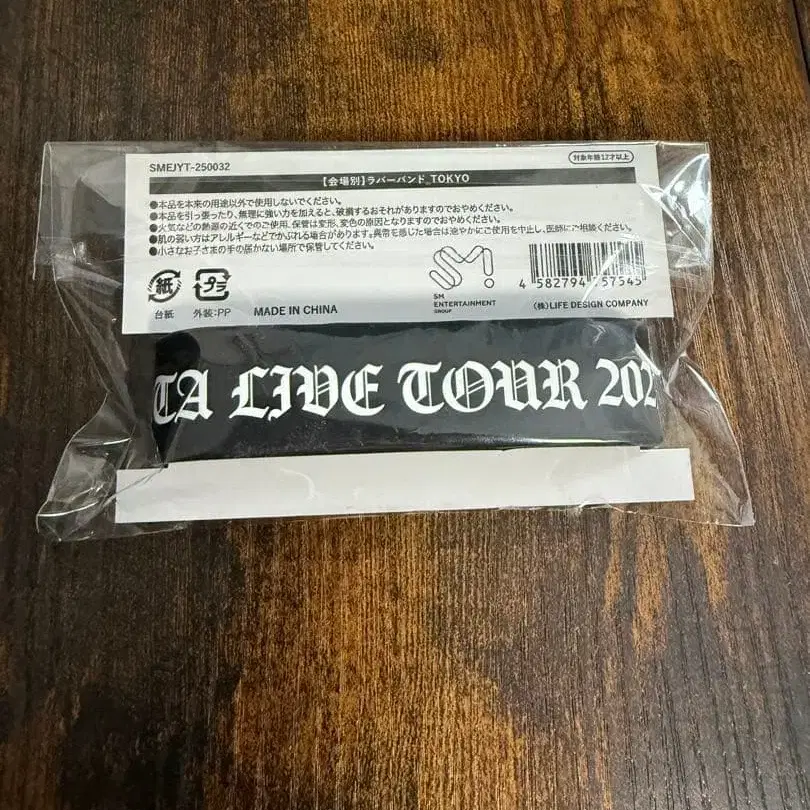 SMEJYT-250032
対象年齢12才以上
【会場別】ラバーバンド_TOKYO
●本品を本来の用途以外で使用しないでください。
●本品を引っ張ったり、無理に強い力を加えると、破損するおそれがありますのでおやめください。
●火気などの熱源の近くでのご使用、保管は変形、変色の原因となりますのでおやめください。
●肌の弱い方はアレルギーなどでかぶれる場合があります。異常を感じた場合は速やかにご使用を中止し、医師にご相談ください。
●小さなお子さまの手の届かない場所で保管してください。
紙
プラ
台紙
外装:PP
MADE IN CHINA
SM
SM
ENTERTAINMENT
GROUP
4 582794 57545
(株)LIFE DESIGN COMPANY
TA LIVE TOUR 202